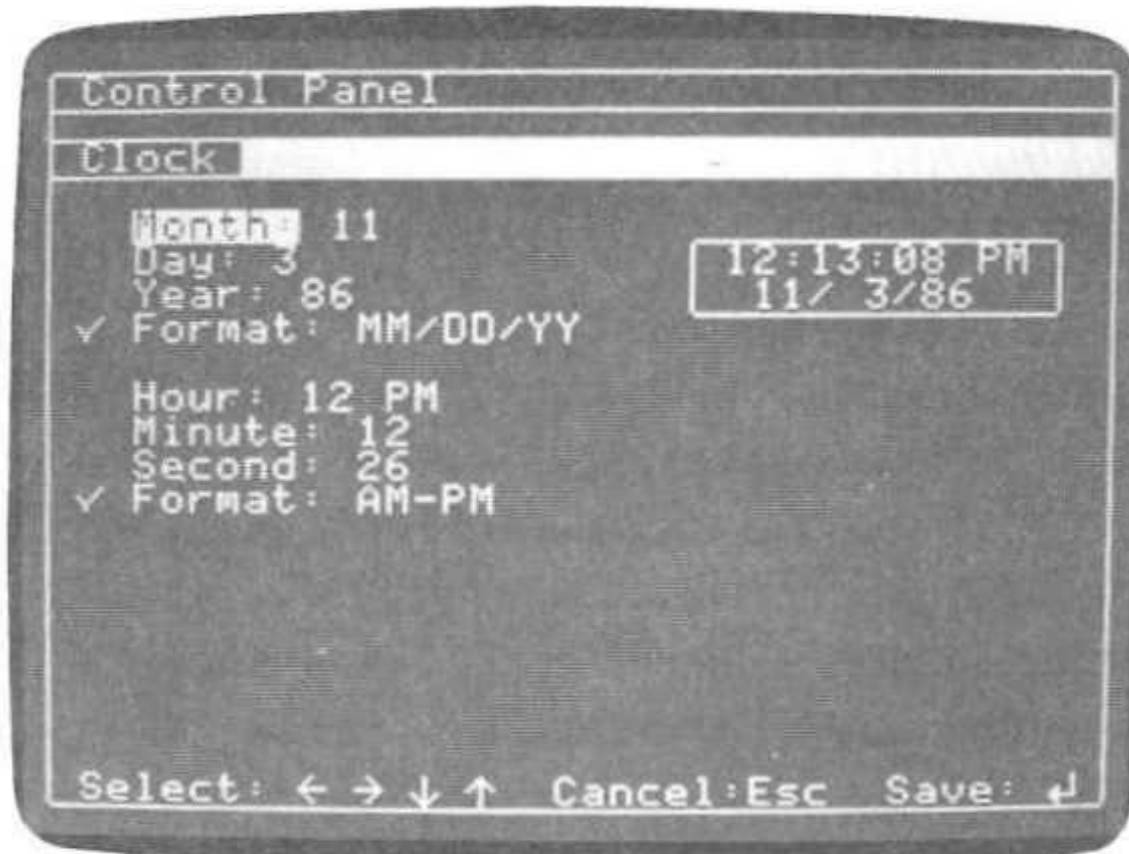 Control Panel
Clock
Month: 11
Day: 3
Year: 86
✓ Format: MM/DD/YY
12:13:08 PM
11/ 3/86
Hour: 12 PM
Minute: 12
Second: 26
✓ Format: AM-PM
Select: ← → ↓ ↑ Cancel:Esc Save: ↵